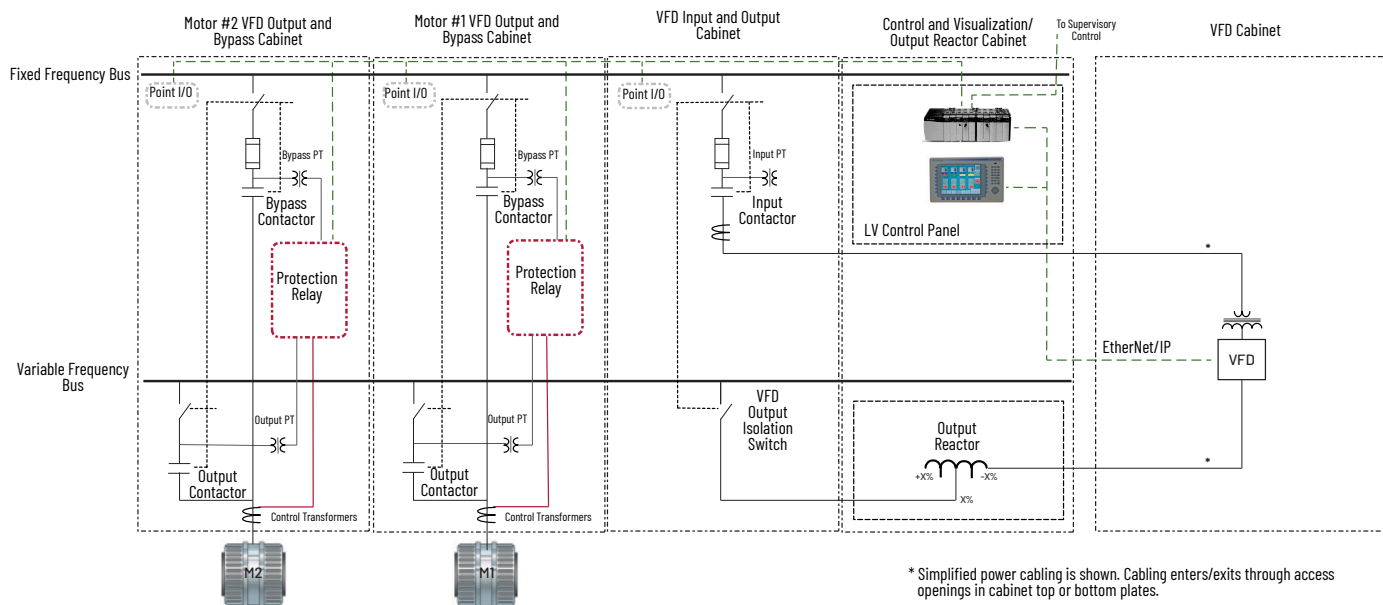 Motor #2 VFD Output and
Bypass Cabinet
Motor #1 VFD Output and
Bypass Cabinet
VFD Input and Output
Cabinet
Control and Visualization/
Output Reactor Cabinet
To Supervisory
Control
VFD Cabinet
Fixed Frequency Bus
Point I/O
Point I/O
Point I/O
Bypass PT
Bypass PT
Input PT
Bypass
Contactor
Bypass
Contactor
Input
Contactor
LV Control Panel
*
Protection
Relay
Protection
Relay
EtherNet/IP
VFD
Variable Frequency
Bus
Output PT
Output PT
VFD
Output
Isolation
Switch
Output
Reactor
+X%
-X%
X%
*
Output
Contactor
Output
Contactor
Control Transformers
Control Transformers
M2
M1
* Simplified power cabling is shown. Cabling enters/exits through access
openings in cabinet top or bottom plates.